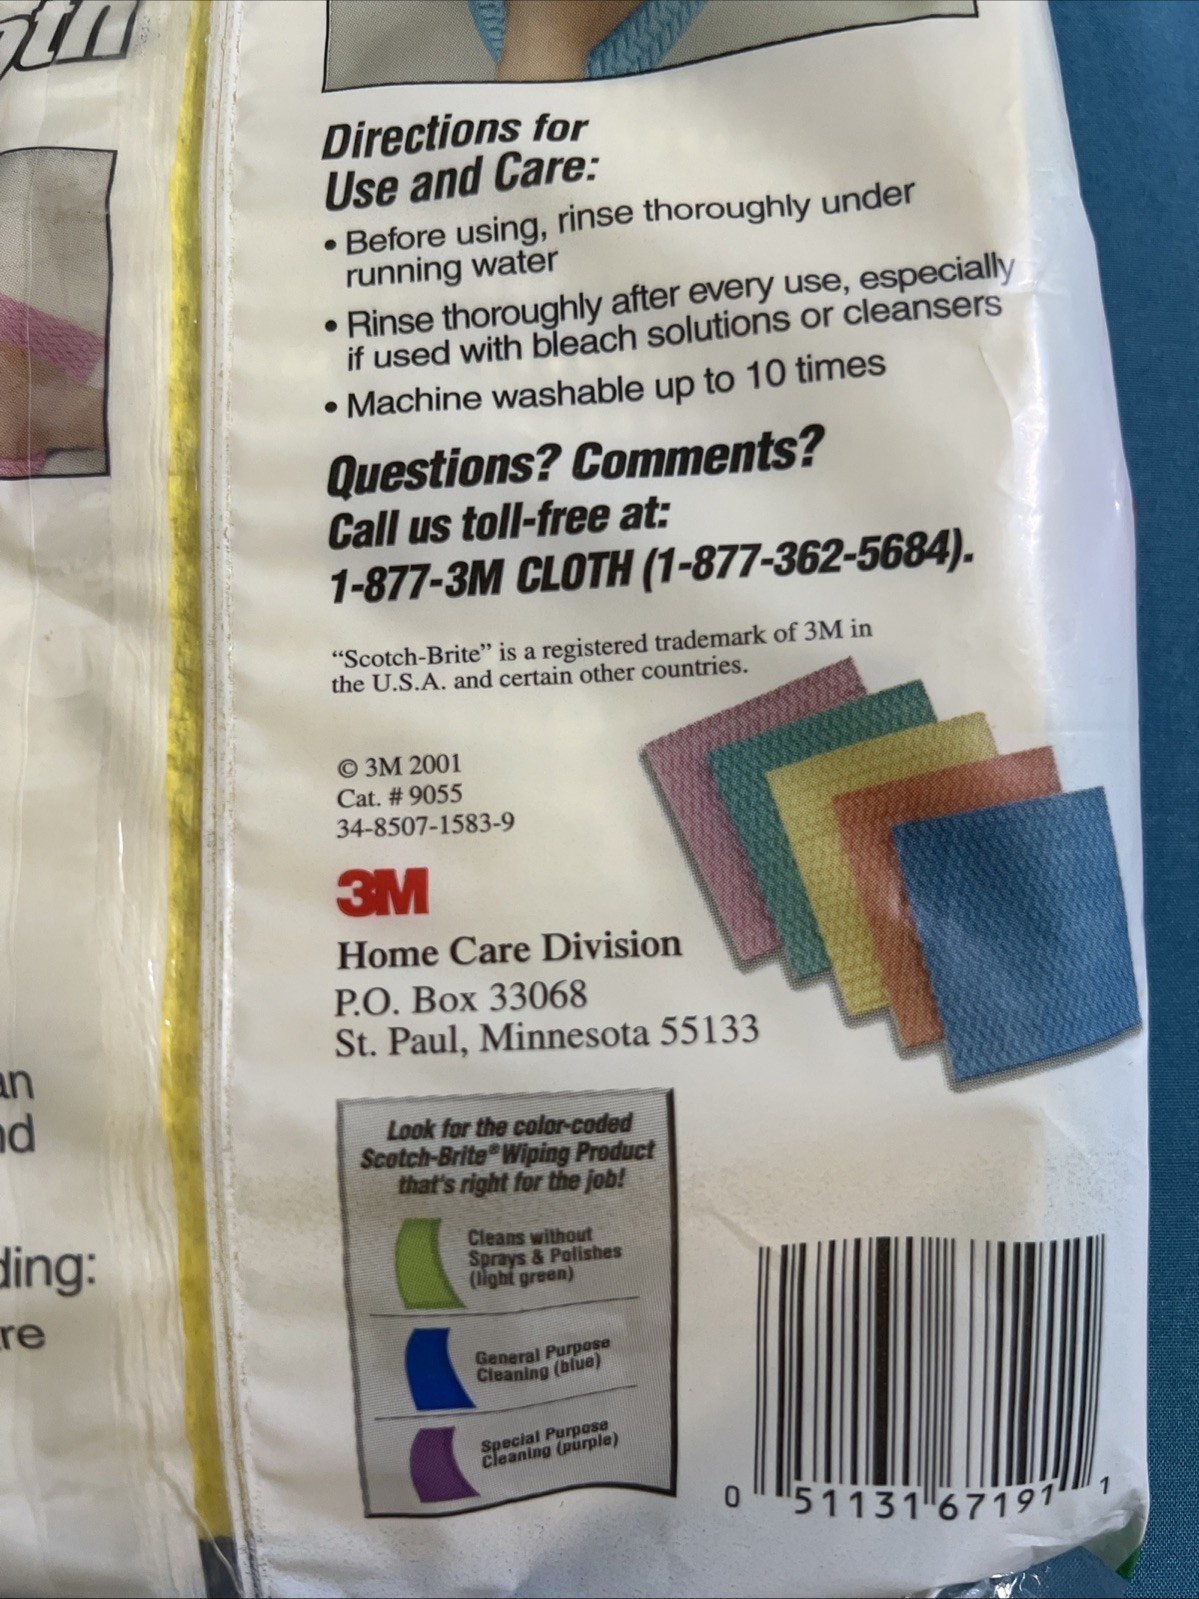 oth
Directions for
Use and Care:
• Before using, rinse thoroughly under
running water
• Rinse thoroughly after every use, especially
if used with bleach solutions or cleansers
• Machine washable up to 10 times
Questions? Comments?
Call us toll-free at:
1-877-3M CLOTH (1-877-362-5684).
“Scotch-Brite” is a registered trademark of 3M in
the U.S.A. and certain other countries.
© 3M 2001
Cat. # 9055
34-8507-1583-9
3M
Home Care Division
P.O. Box 33068
St. Paul, Minnesota 55133
an
nd
ding:
re
Look for the color-coded
Scotch-Brite® Wiping Product
that's right for the job!
Cleans without
Sprays & Polishes
(light green)
General Purpose
Cleaning (blue)
Special Purpose
Cleaning (purple)
0 51131 67191 1